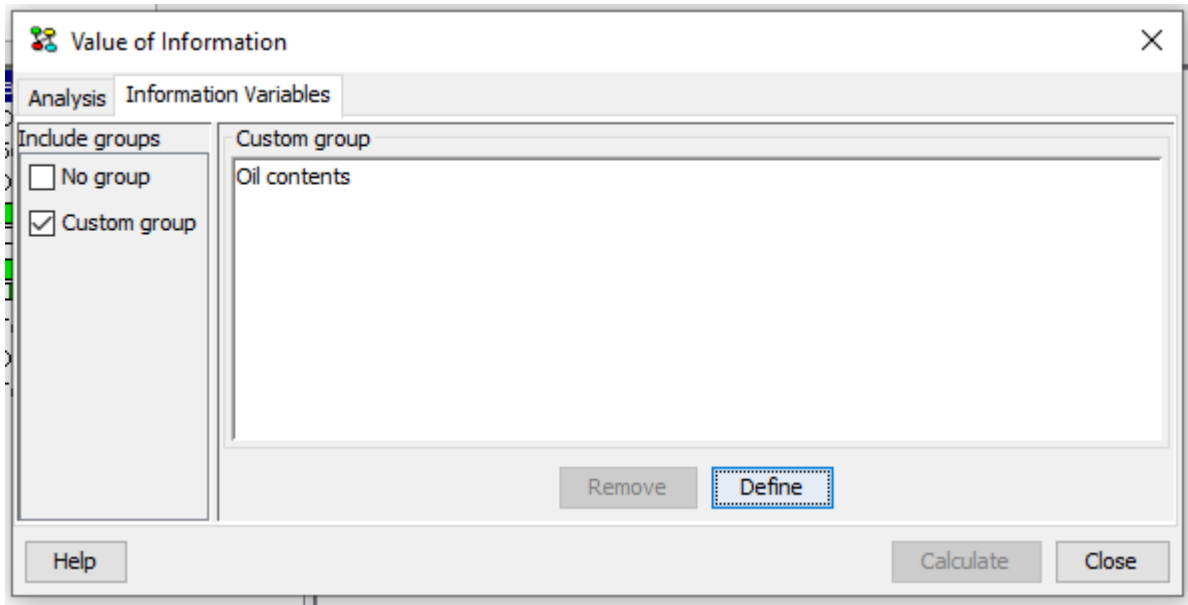 Value of Information
Analysis
Information Variables
Include groups
Custom group
No group
Oil contents
Custom group
Remove
Define
Help
Calculate
Close